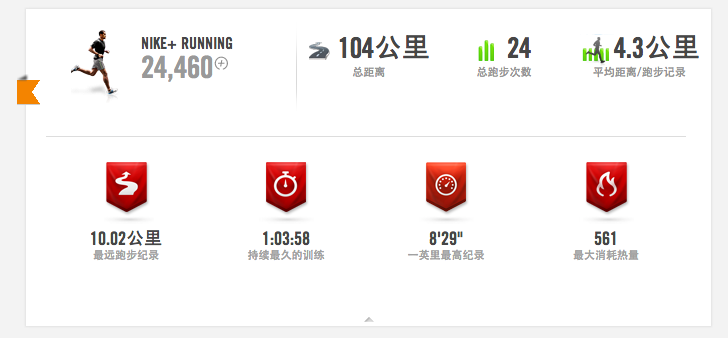 NIKE+ RUNNING
24,460
104公里
总距离
24
总跑步次数
4.3公里
平均距离/跑步记录
10.02公里
最远跑步纪录
1:03:58
持续最久的训练
8'29"
一英里最高纪录
561
最大消耗热量